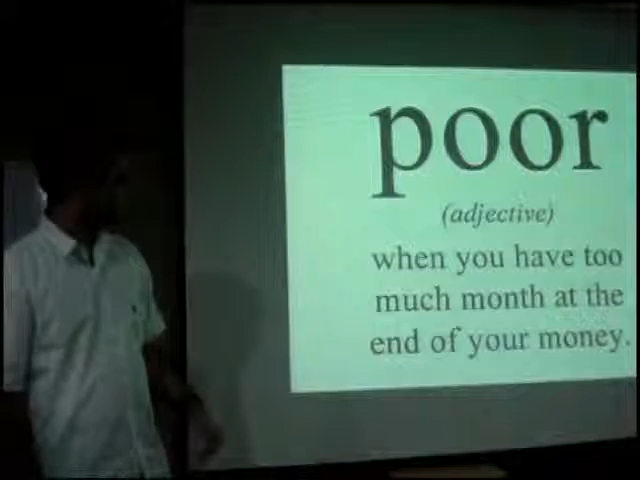 poor
(adjective)
when you have too
much month at the
end of your money.